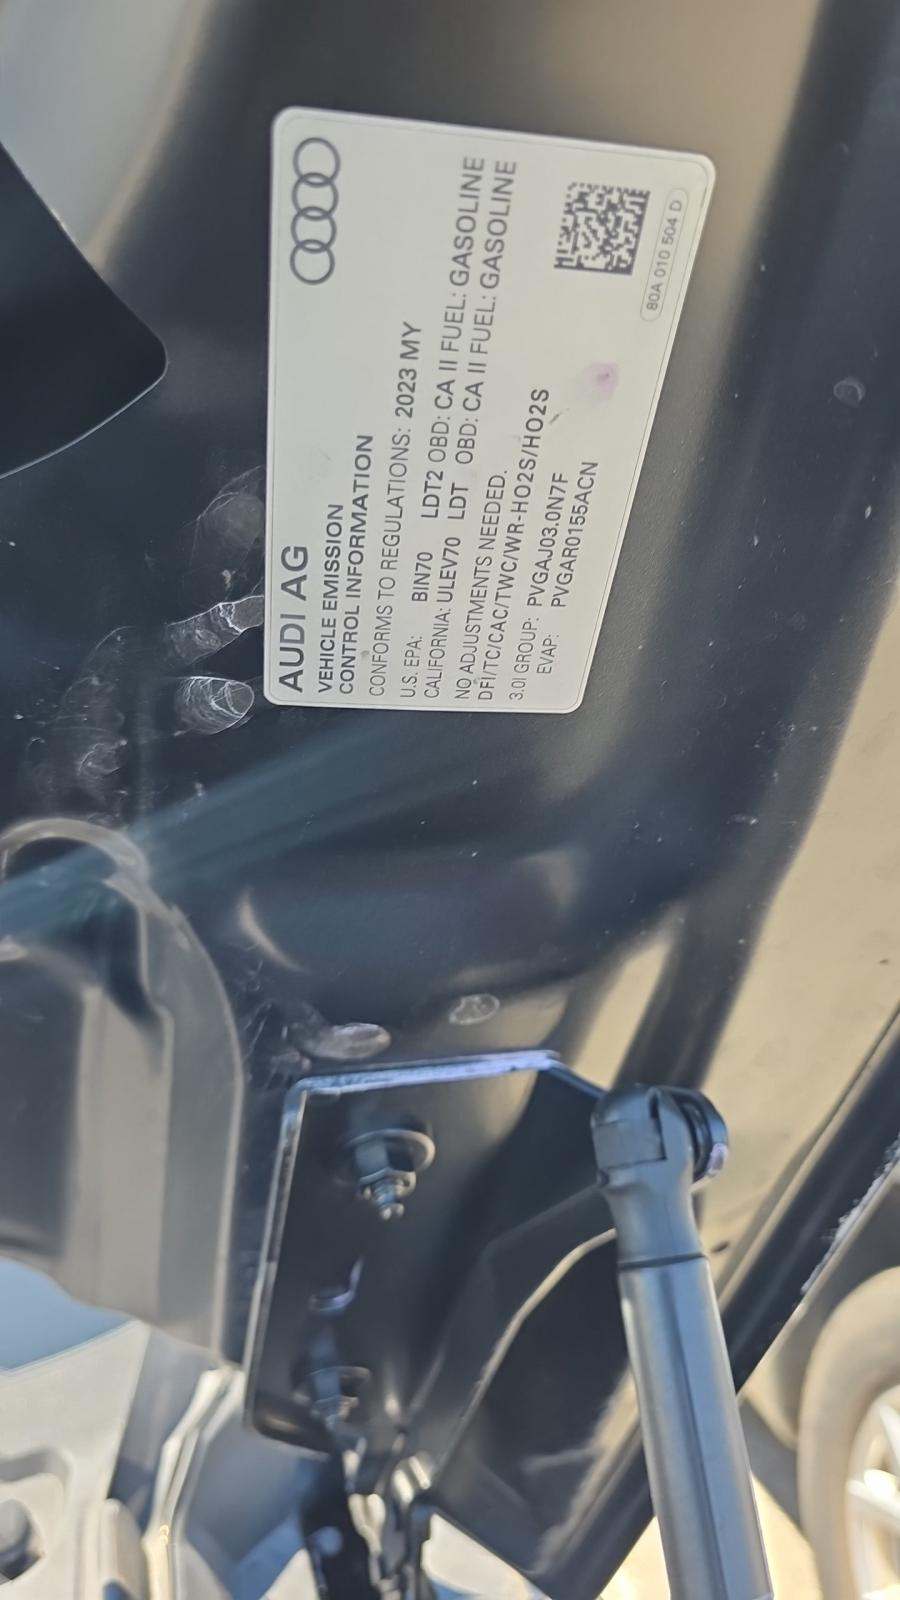 AUDI AG
VEHICLE EMISSION
CONTROL INFORMATION
CONFORMS TO REGULATIONS: 2023 MY
U.S. EPA: BIN70 LDT2 OBD: CA II FUEL: GASOLINE
CALIFORNIA: ULEV70 LDT OBD: CA II FUEL: GASOLINE
NO ADJUSTMENTS NEEDED.
DFI/TC/CAC/TWC/WR-HO2S/HO2S
3.0l GROUP: PVGAJ03.0N7F
EVAP: PVGAR0155ACN
80A 010 504 D